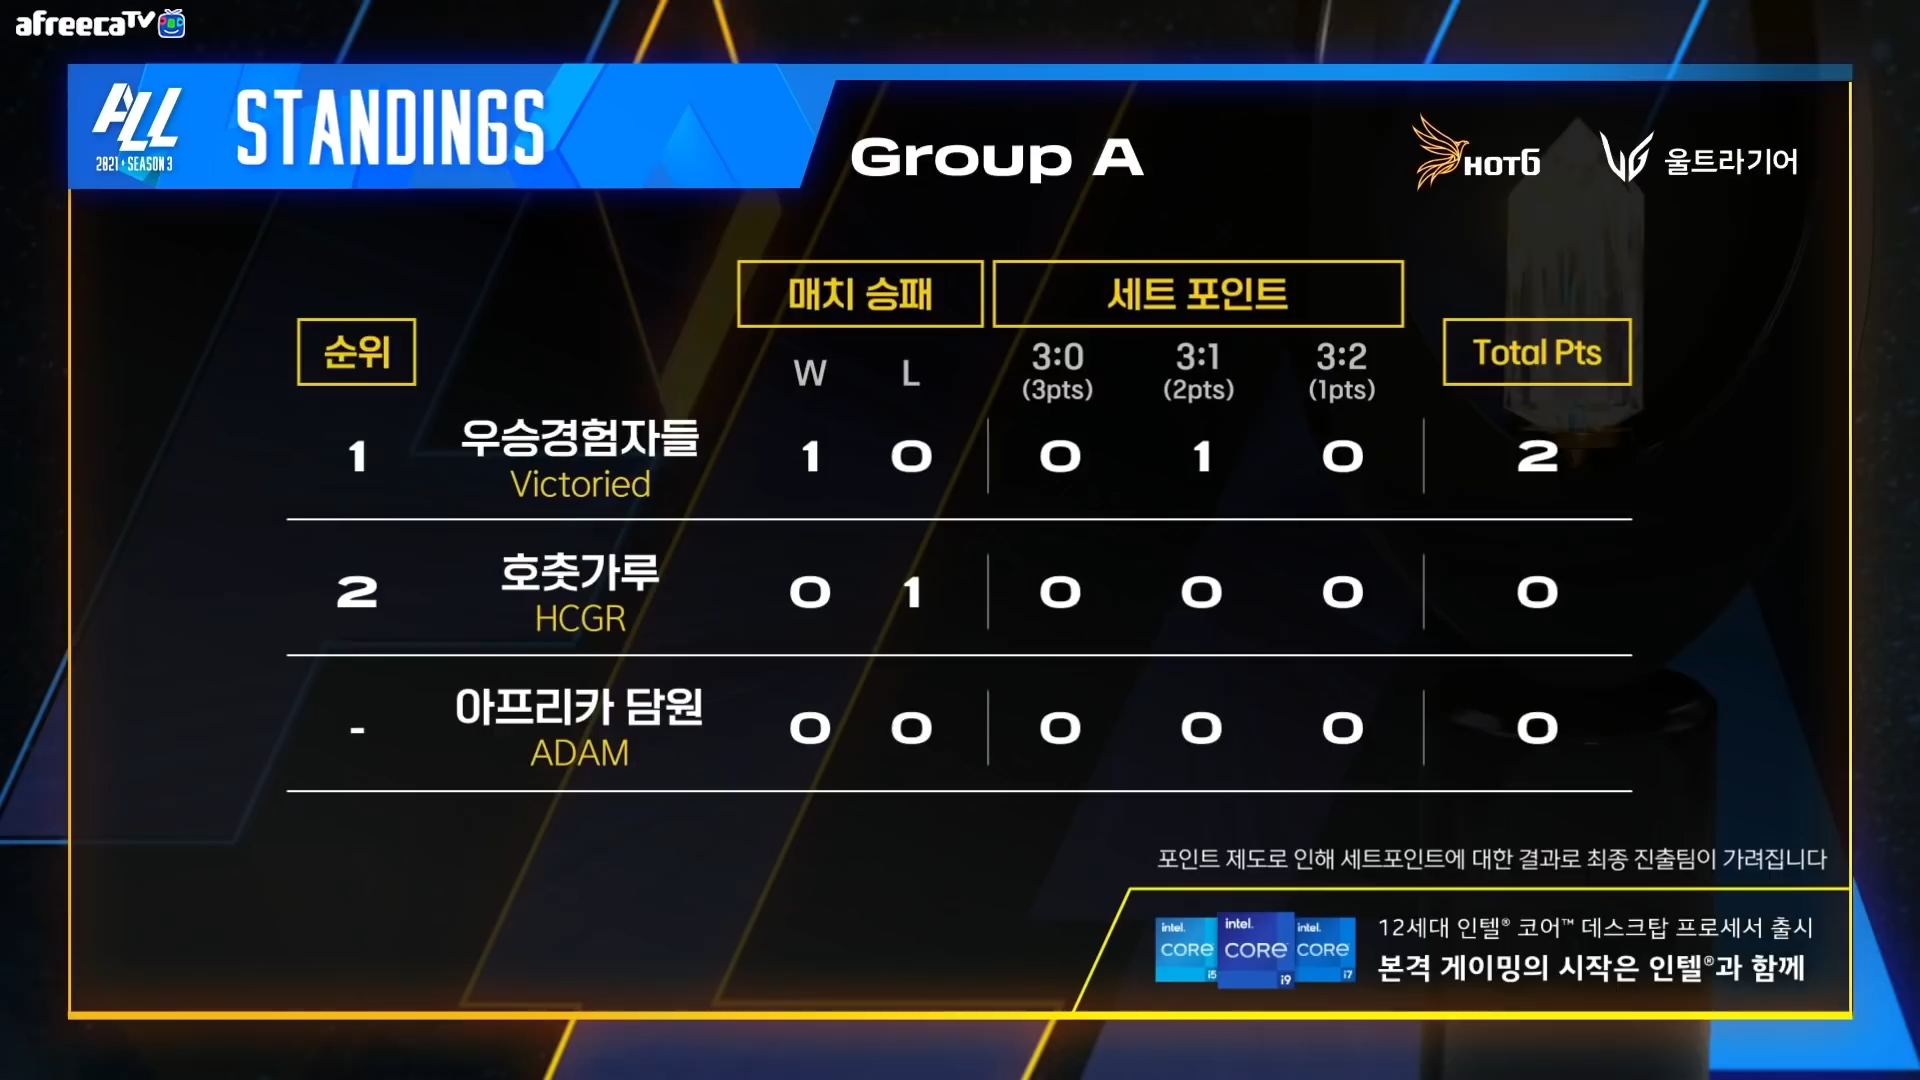 afreecaTV
ALL
2021 • SEASON 3
STANDINGS
Group A
HOT6
울트라기어
매치 승패
세트 포인트
순위
W
L
3:0
(3pts)
3:1
(2pts)
3:2
(1pts)
Total Pts
1
우승경험자들
Victoried
1 0 0 1 0 2
2
호춧가루
HCGR
0 1 0 0 0 0
-
아프리카 담원
ADAM
0 0 0 0 0 0
포인트 제도로 인해 세트포인트에 대한 결과로 최종 진출팀이 가려집니다
intel. CORE i5
intel. CORE i9
intel. CORE i7
12세대 인텔® 코어™ 데스크탑 프로세서 출시
본격 게이밍의 시작은 인텔®과 함께